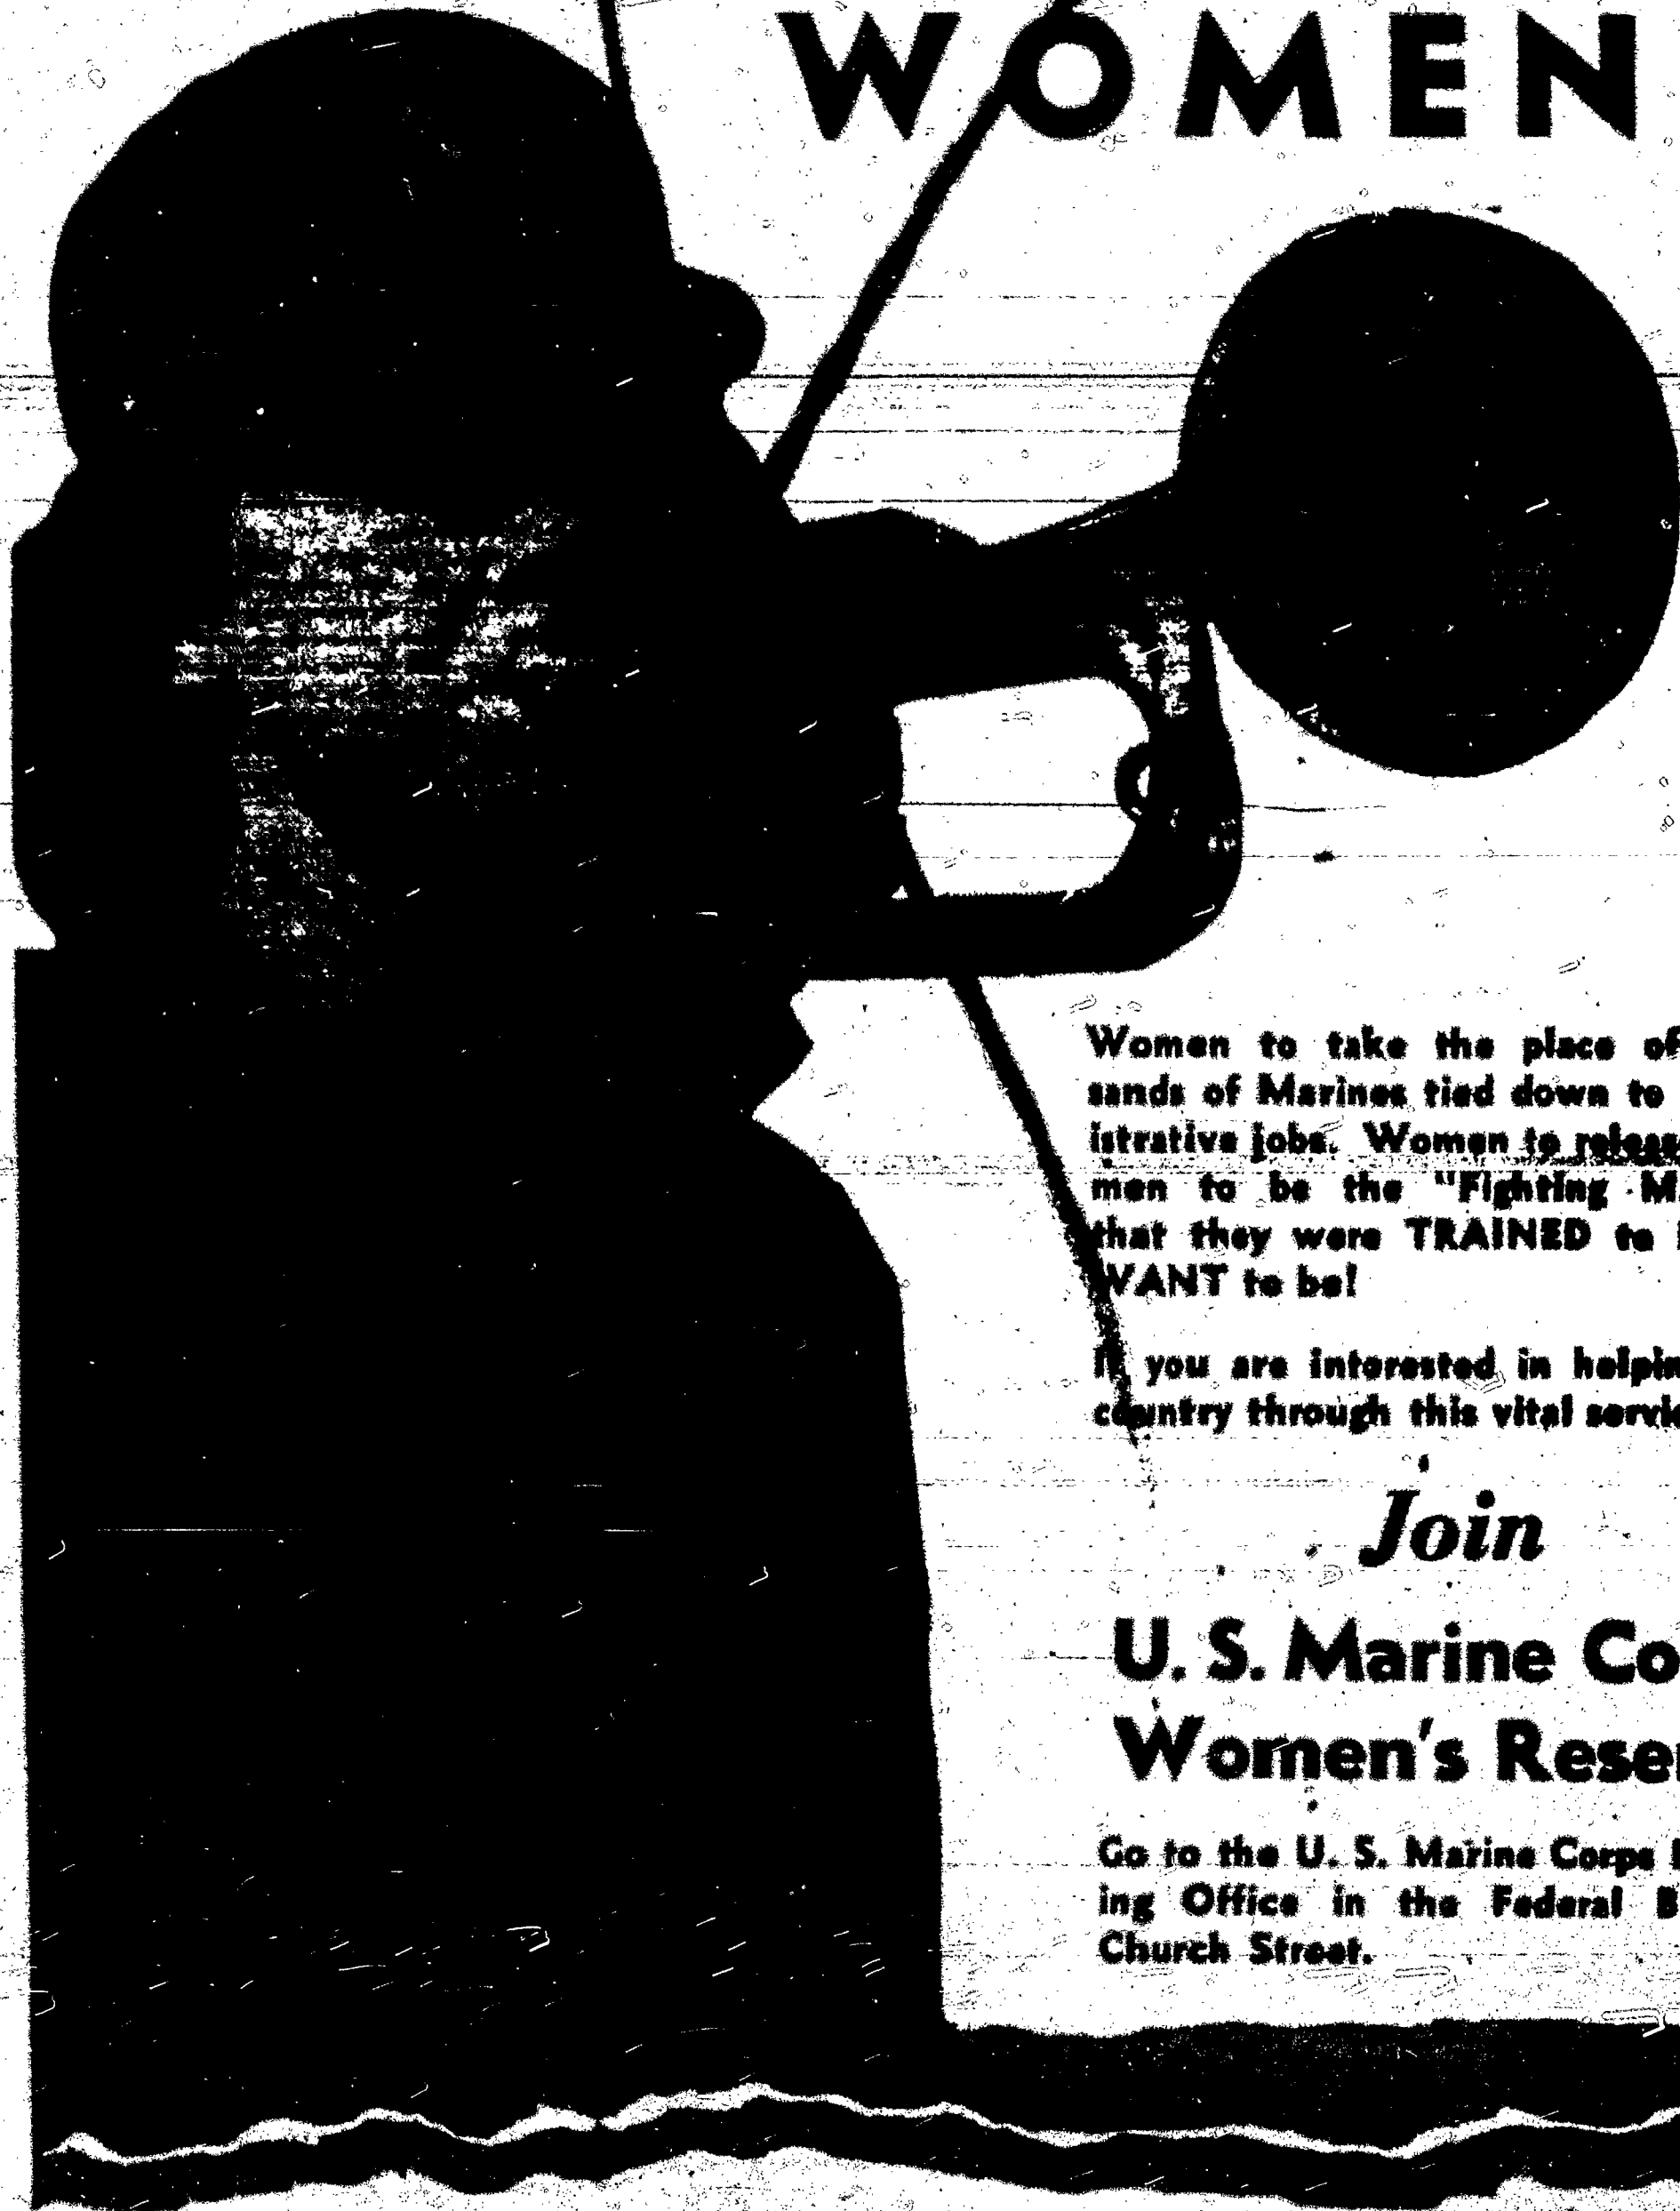 WOMEN
Women to take the place of
sands of Marines tied down to
istrative jobs. Women to releas
men to be the "Fighting M
that they were TRAINED to
WANT to be!
If you are interested in helpin
country through this vital servic
Join
U. S. Marine Co
Women's Reser
Go to the U. S. Marine Corps
ing Office in the Federal B
Church Street.